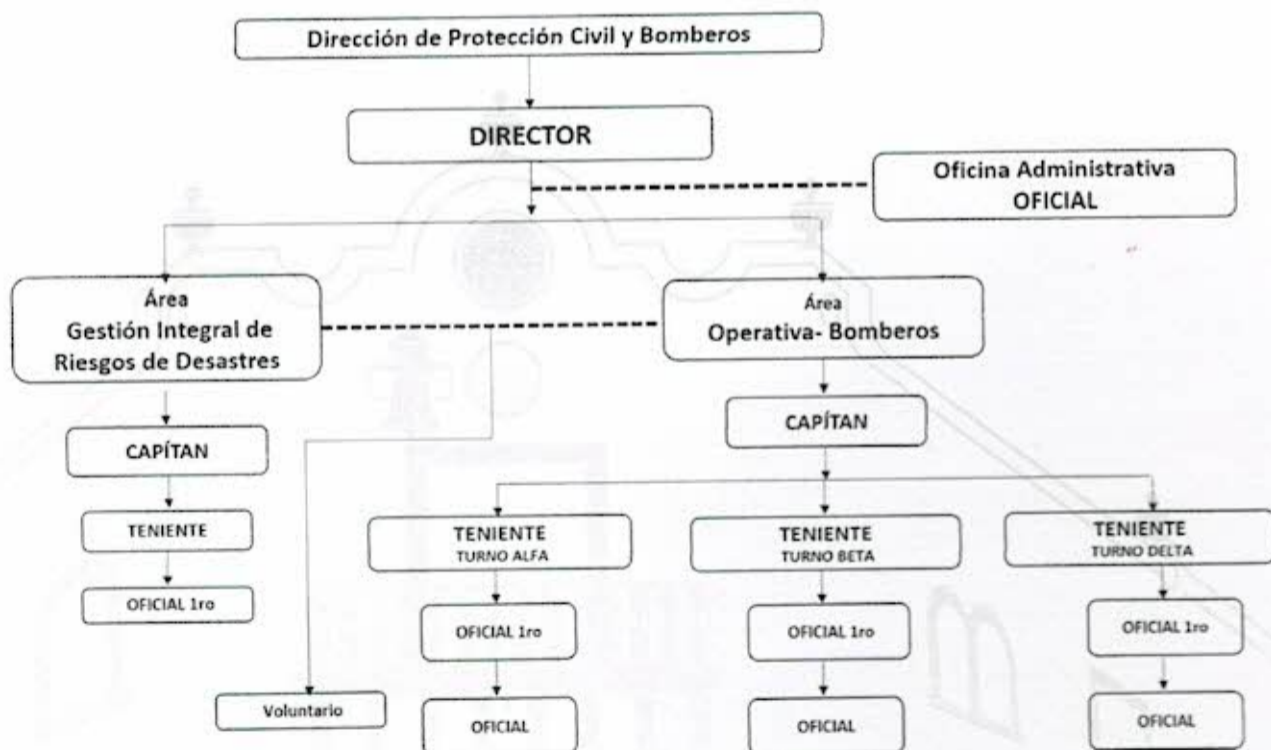 Dirección de Protección Civil y Bomberos
DIRECTOR
Oficina Administrativa
OFICIAL
Área
Gestión Integral de
Riesgos de Desastres
Área
Operativa- Bomberos
CAPÍTAN
CAPÍTAN
TENIENTE
TENIENTE
TURNO ALFA
TENIENTE
TURNO BETA
TENIENTE
TURNO DELTA
OFICIAL 1ro
OFICIAL 1ro
OFICIAL 1ro
OFICIAL 1ro
Voluntario
OFICIAL
OFICIAL
OFICIAL